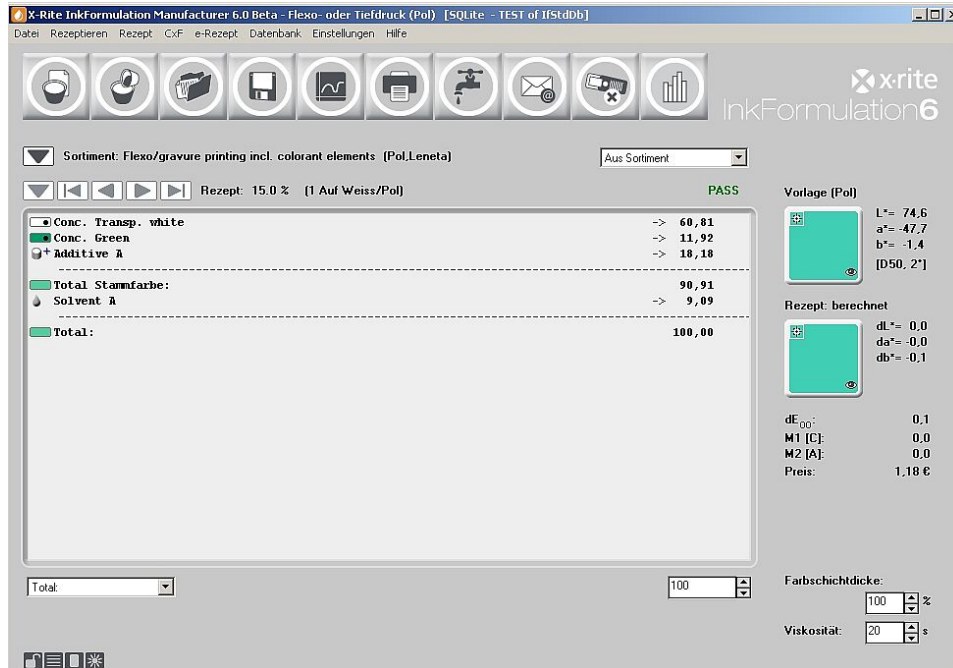 X-Rite InkFormulation Manufacturer 6.0 Beta - Flexo- oder Tiefdruck (Pol) [SQLite - TEST of IfStdDb]
Datei Rezeptieren Rezept CxF e-Rezept Datenbank Einstellungen Hilfe
x·rite
InkFormulation6
Sortiment: Flexo/gravure printing incl. colorant elements (Pol,Leneta)
Aus Sortiment
Rezept: 15.0 % (1 Auf Weiss/Pol)
PASS
Conc. Transp. white -> 60,81
Conc. Green -> 11,92
Additive A -> 18,18
Total Stammfarbe: 90,91
Solvent A -> 9,09
Total: 100,00
Vorlage (Pol)
L*= 74,6
a*= -47,7
b*= -1,4
[D50, 2°]
Rezept: berechnet
dL*= 0,0
da*= -0,0
db*= -0,1
dE00: 0,1
M1 [C]: 0,0
M2 [A]: 0,0
Preis: 1,18 €
Total:
100
Farbschichtdicke:
100 %
Viskosität: 20 s